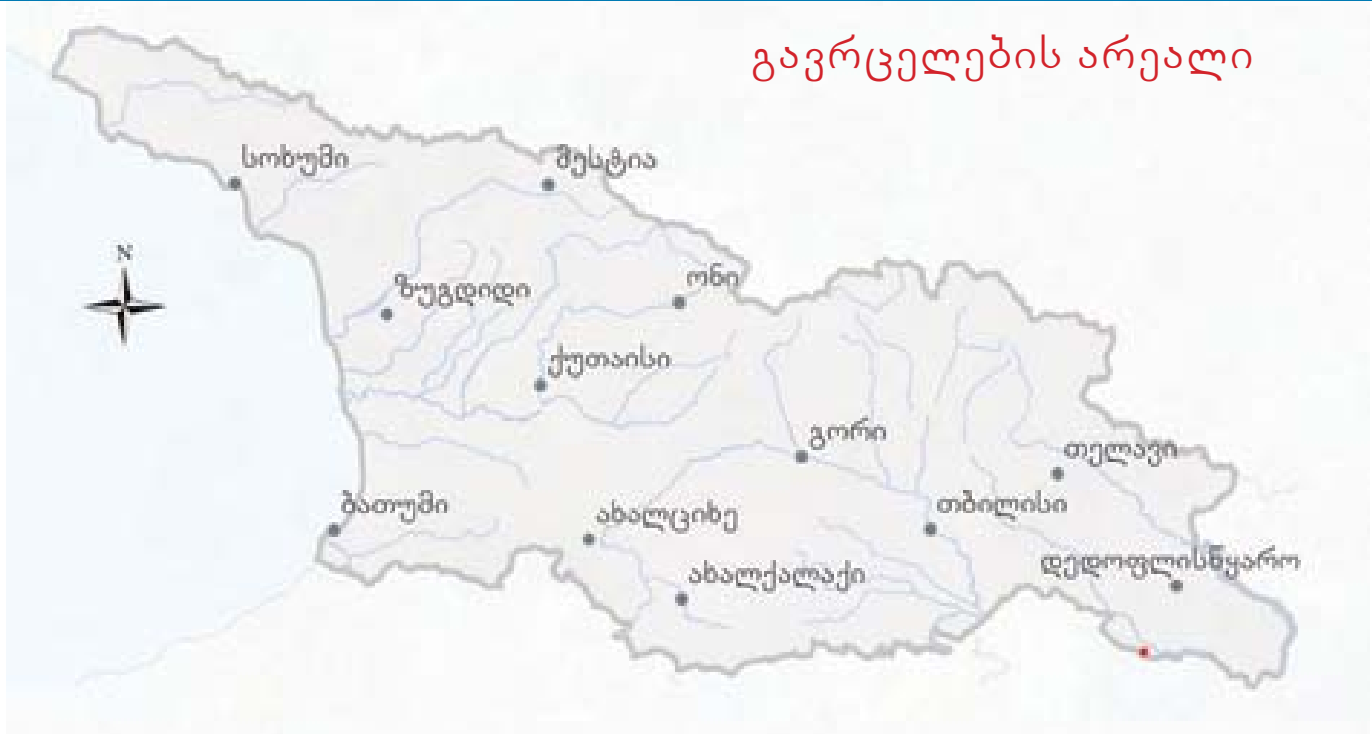 გავრცელების არეალი
სოხუმი
მესტია
N
ზუგდიდი
ონი
ქუთაისი
გორი
თელავი
ბათუმი
ახალციხე
თბილისი
ახალქალაქი
დედოფლისწყარო